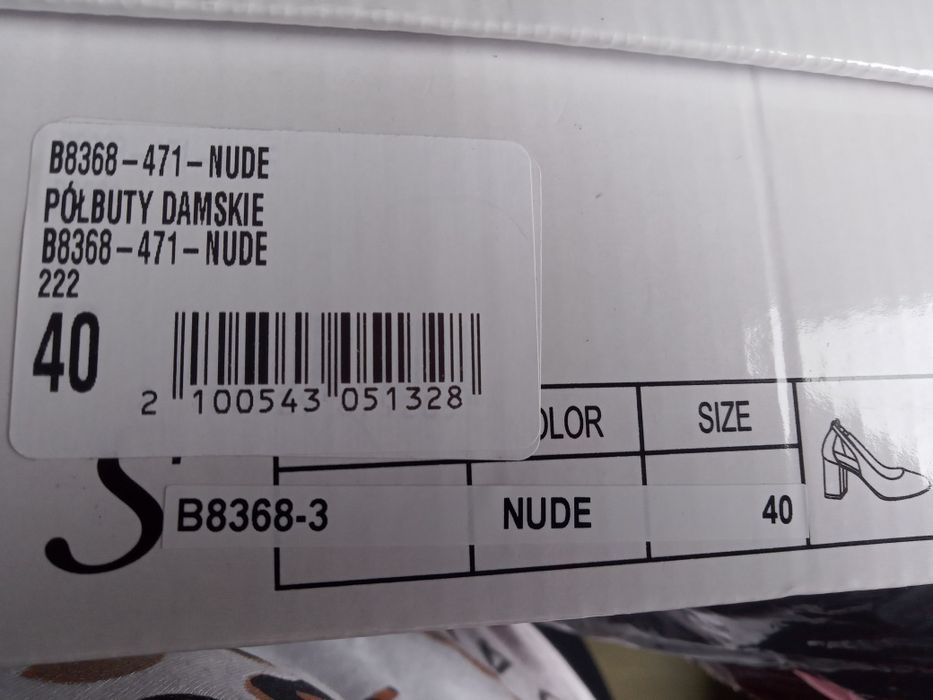 B8368-471-NUDE
PÓŁBUTY DAMSKIE
B8368-471-NUDE
222
40
2 100543 051328
OLOR SIZE
S
B8368-3 NUDE 40